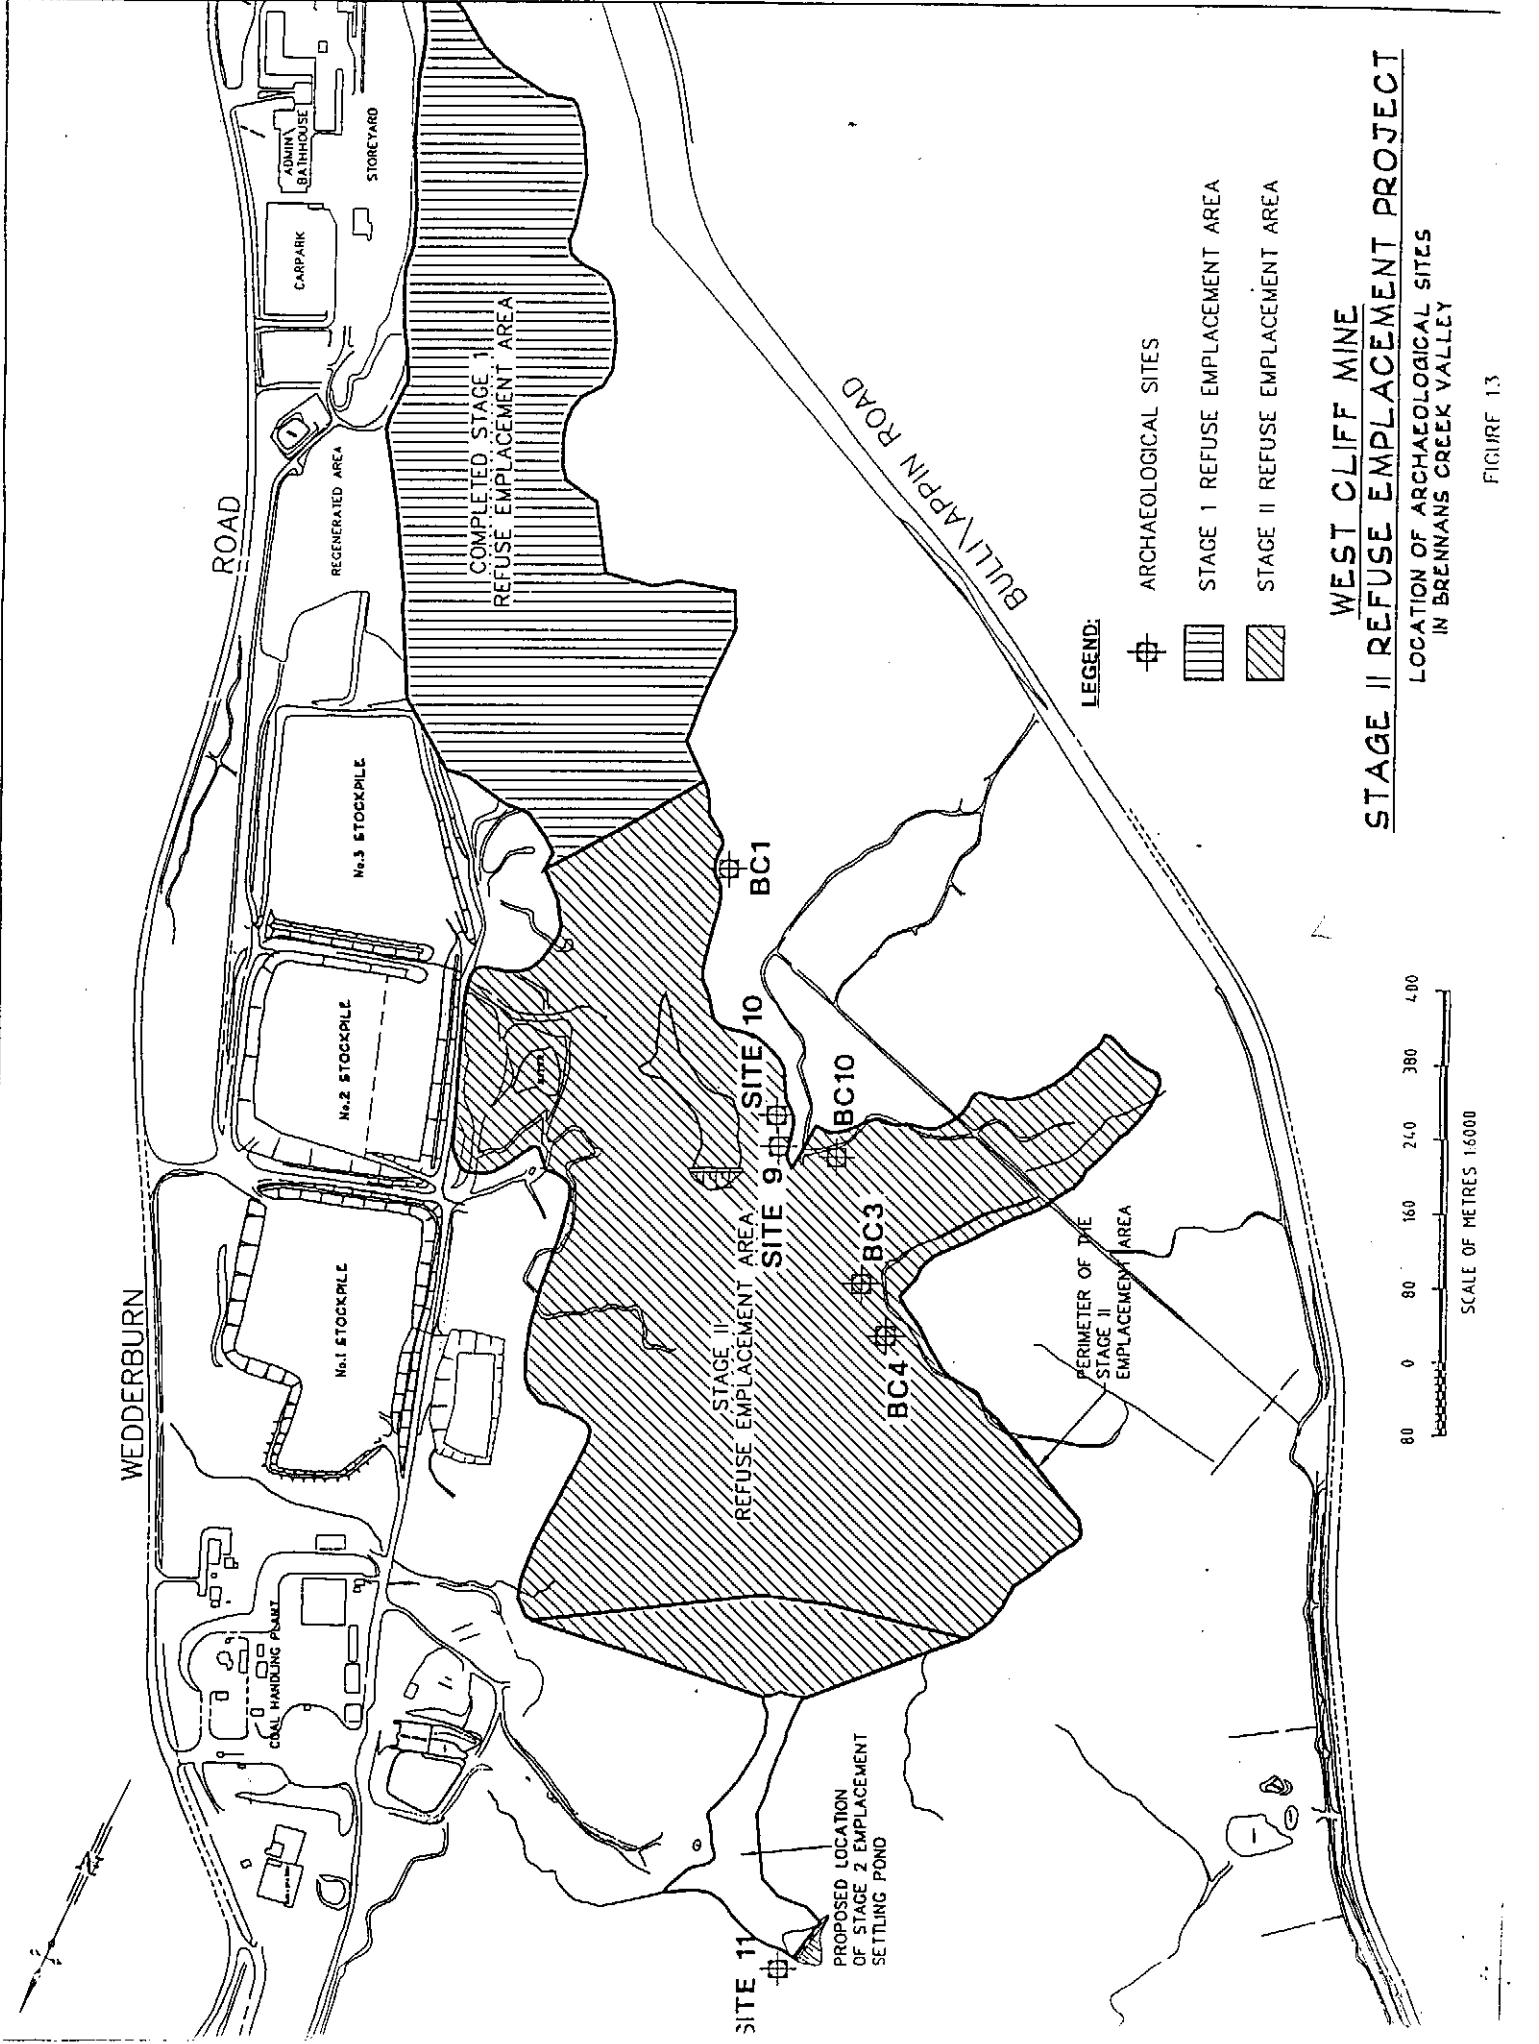 WEDDERBURN
ROAD
COAL HANDLING PLANT
No.1 STOCKPILE
No.2 STOCKPILE
No.3 STOCKPILE
REGENERATED AREA
CARPARK
ADMIN\
BATHHOUSE
STOREYARD
COMPLETED STAGE 1
REFUSE EMPLACEMENT AREA
STAGE II
REFUSE EMPLACEMENT AREA
SITE 11
SITE 9
SITE 10
BC1
BC10
BC3
BC4
PROPOSED LOCATION
OF STAGE 2 EMPLACEMENT
SETTLING POND
PERIMETER OF THE
STAGE II
EMPLACEMENT AREA
BULLI\APPIN ROAD
LEGEND:
ARCHAEOLOGICAL SITES
STAGE 1 REFUSE EMPLACEMENT AREA
STAGE II REFUSE EMPLACEMENT AREA
80 0 80 160 240 380 400
SCALE OF METRES 1:6000
WEST CLIFF MINE
STAGE II REFUSE EMPLACEMENT PROJECT
LOCATION OF ARCHAEOLOGICAL SITES
IN BRENNANS CREEK VALLEY
FIGURE 13